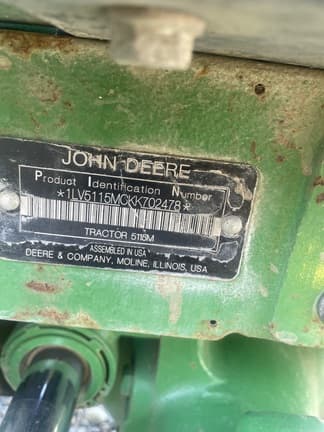 JOHN DEERE
Product Identification Number
*1LV5115MCKK702478*
TRACTOR 5115M
ASSEMBLED IN USA
DEERE & COMPANY, MOLINE, ILLINOIS, USA